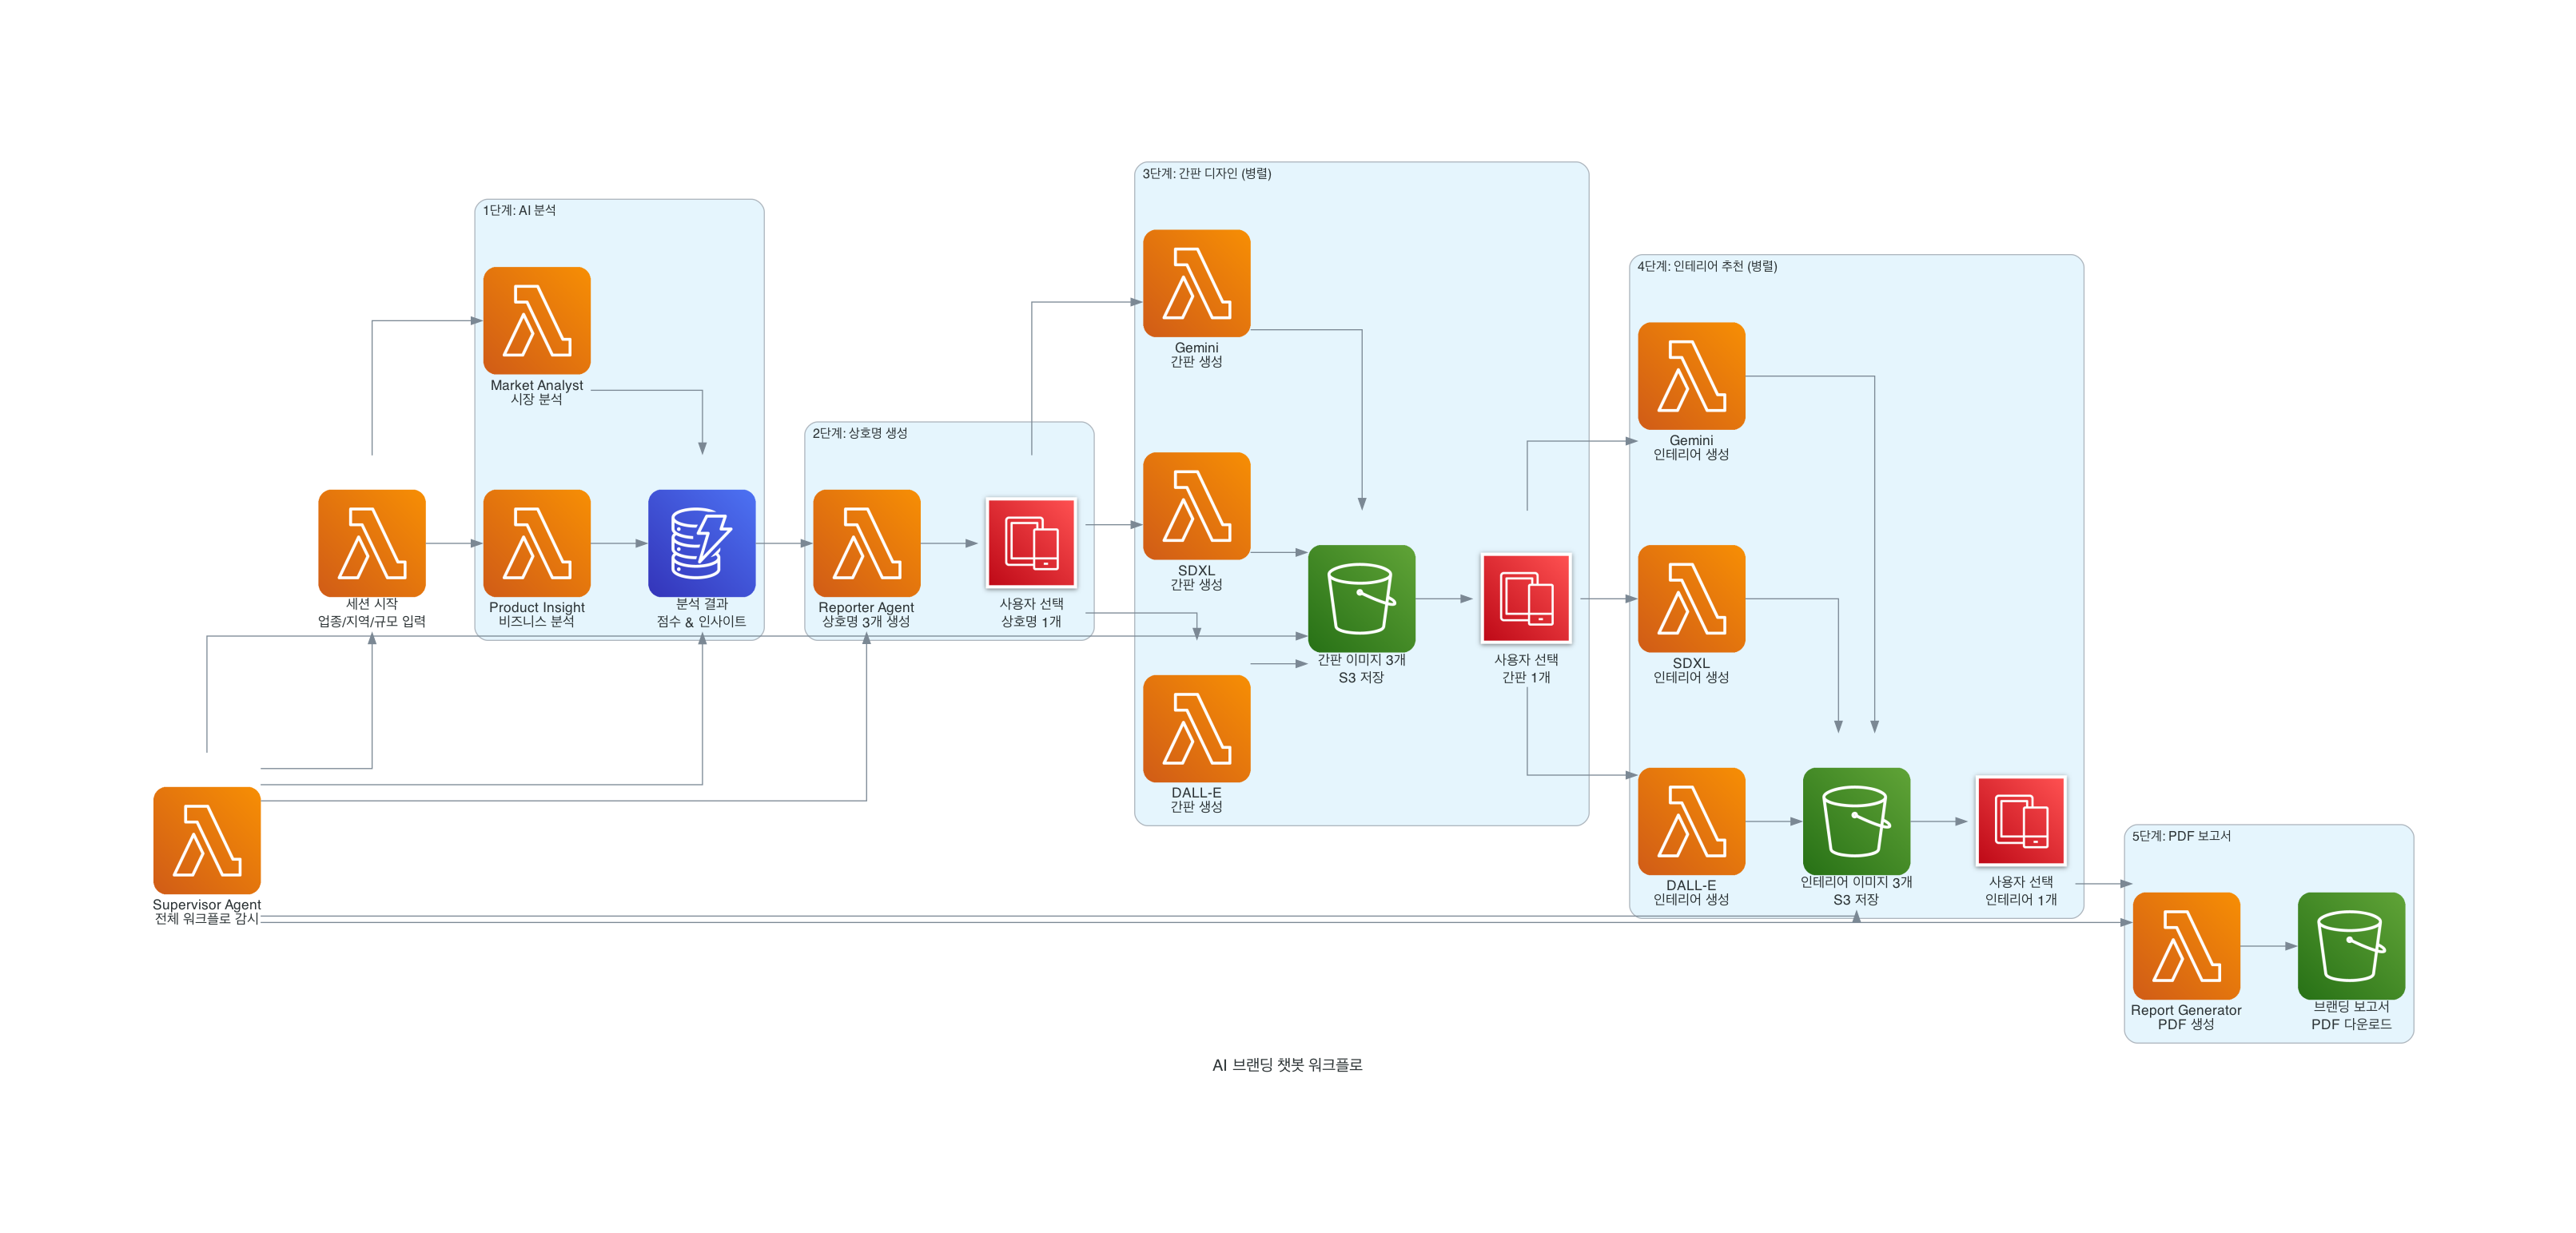 1단계: AI 분석
Market Analyst
시장 분석
세션 시작
업종/지역/규모 입력
Product Insight
비즈니스 분석
분석 결과
점수 & 인사이트
2단계: 상호명 생성
Reporter Agent
상호명 3개 생성
사용자 선택
상호명 1개
3단계: 간판 디자인 (병렬)
Gemini
간판 생성
SDXL
간판 생성
DALL-E
간판 생성
간판 이미지 3개
S3 저장
사용자 선택
간판 1개
4단계: 인테리어 추천 (병렬)
Gemini
인테리어 생성
SDXL
인테리어 생성
DALL-E
인테리어 생성
인테리어 이미지 3개
S3 저장
사용자 선택
인테리어 1개
Supervisor Agent
전체 워크플로 감시
5단계: PDF 보고서
Report Generator
PDF 생성
브랜딩 보고서
PDF 다운로드
AI 브랜딩 챗봇 워크플로